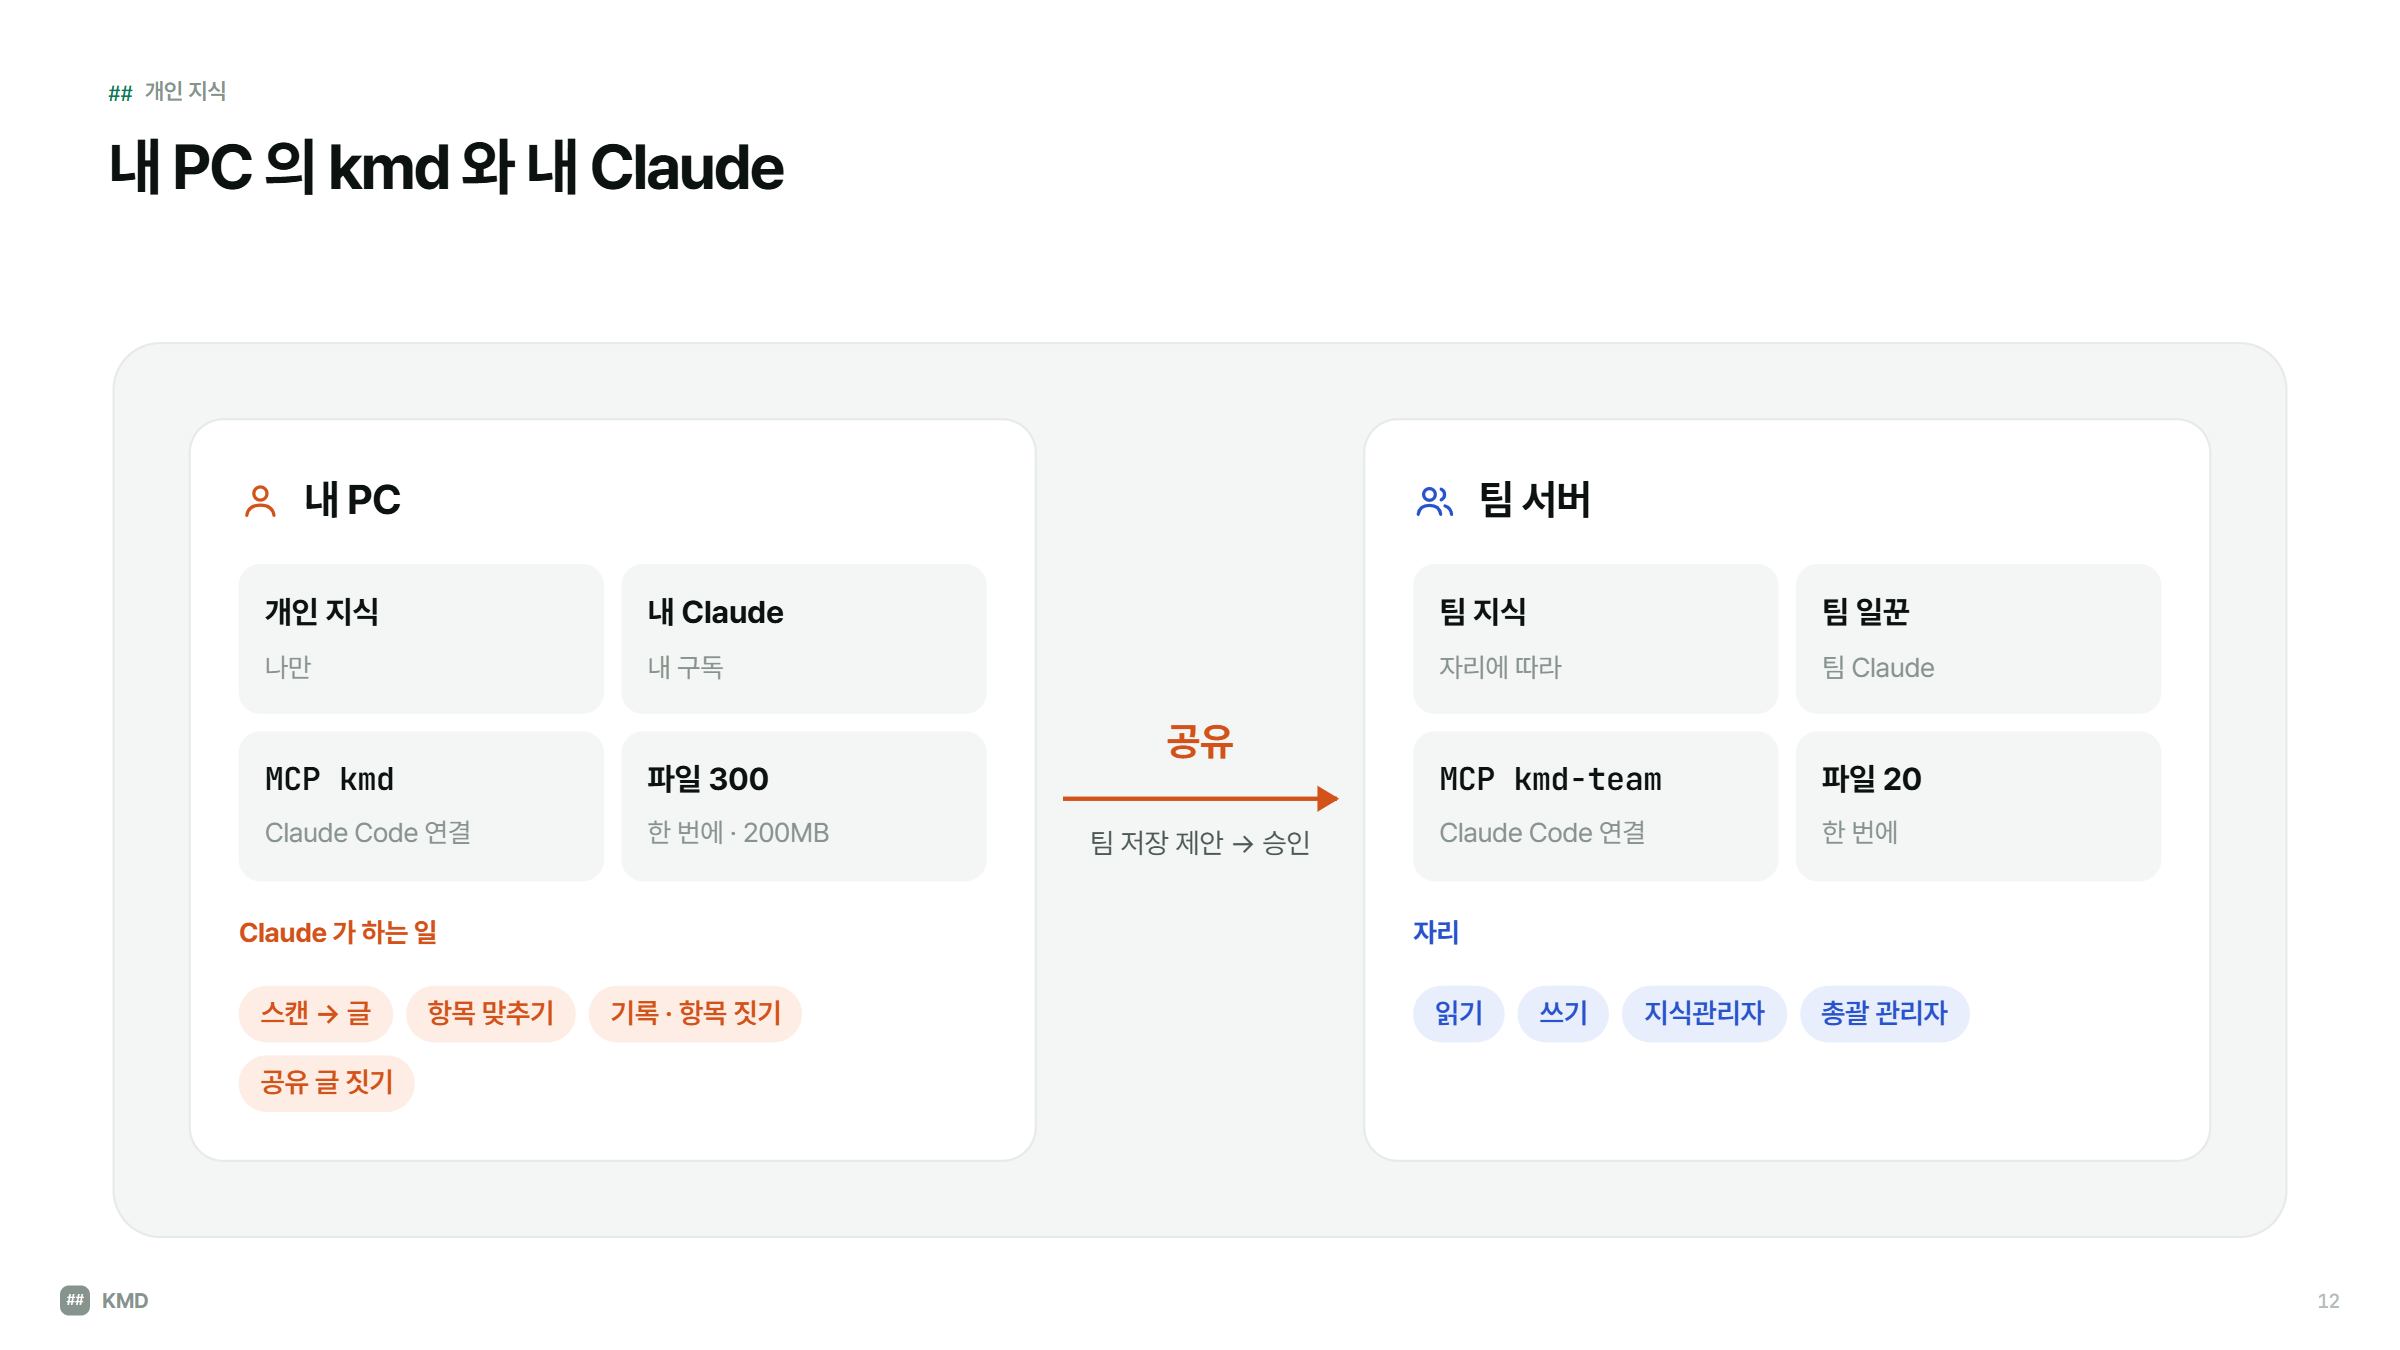 ## 개인 지식
내 PC 의 kmd 와 내 Claude
내 PC
개인 지식
나만
내 Claude
내 구독
MCP kmd
Claude Code 연결
파일 300
한 번에 · 200MB
Claude 가 하는 일
스캔 → 글
항목 맞추기
기록 · 항목 짓기
공유 글 짓기
공유
팀 저장 제안 → 승인
팀 서버
팀 지식
자리에 따라
팀 일꾼
팀 Claude
MCP kmd-team
Claude Code 연결
파일 20
한 번에
자리
읽기
쓰기
지식관리자
총괄 관리자
## KMD
12